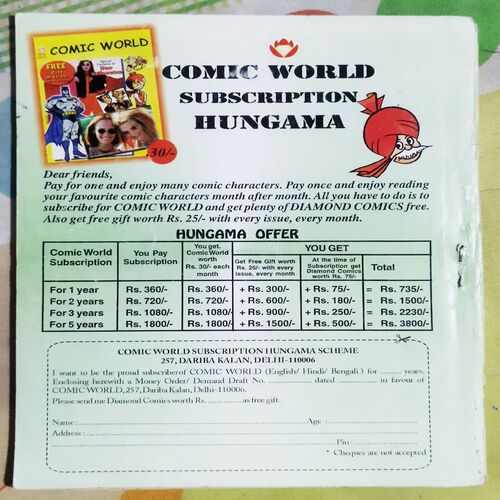 COMIC WORLD
FREE
.30/-
COMIC WORLD
SUBSCRIPTION
HUNGAMA
Dear friends,
Pay for one and enjoy many comic characters. Pay once and enjoy reading
your favourite comic characters month after month. All you have to do is to
subscribe for COMIC WORLD and get plenty of DIAMOND COMICS free.
Also get free gift worth Rs. 25/- with every issue, every month.
HUNGAMA OFFER
Comic World Subscription You Pay Subscription You get. Comic World worth Rs. 30/- each month YOU GET Get Free Gift worth Rs. 25/- with every issue, every month At the time of Subscription get Diamond Comics worth Rs. 75/- Total
For 1 year Rs. 360/- Rs. 360/- + Rs. 300/- + Rs. 75/- = Rs. 735/-
For 2 years Rs. 720/- Rs. 720/- + Rs. 600/- + Rs. 180/- = Rs. 1500/-
For 3 years Rs. 1080/- Rs. 1080/- + Rs. 900/- + Rs. 250/- = Rs. 2230/-
For 5 years Rs. 1800/- Rs. 1800/- + Rs. 1500/- + Rs. 500/- = Rs. 3800/-
COMIC WORLD SUBSCRIPTION HUNGAMA SCHEME
257, DARIBA KALAN, DELHI-110006
I want to be the proud subscriber of COMIC WORLD (English/ Hindi/ Bengali ) for ........ years.
Enclosing herewith a Money Order/ Demand Draft No. ................ dated ............ in favour of
COMIC WORLD, 257, Dariba Kalan, Delhi-110006.
Please send me Diamond Comics worth Rs. ............ as free gift.
Name : ........................ Age : ........................
Address : ................................................
Pin : ........................
* Cheques are not accepted